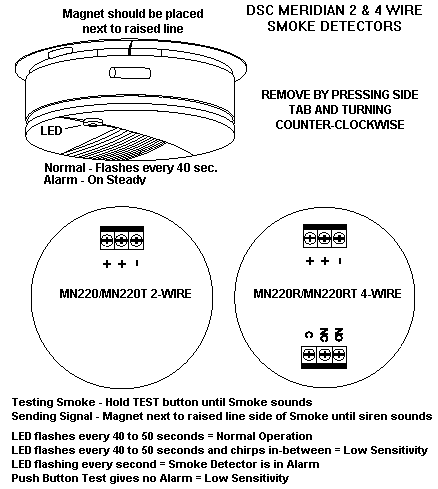 Magnet should be placed
next to raised line
DSC MERIDIAN 2 & 4 WIRE
SMOKE DETECTORS
REMOVE BY PRESSING SIDE
TAB AND TURNING
COUNTER-CLOCKWISE
LED
Normal - Flashes every 40 sec.
Alarm - On Steady
+ + -
MN220/MN220T 2-WIRE
+ + -
MN220R/MN220RT 4-WIRE
C NO NC
Testing Smoke - Hold TEST button until Smoke sounds
Sending Signal - Magnet next to raised line side of Smoke until siren sounds
LED flashes every 40 to 50 seconds = Normal Operation
LED flashes every 40 to 50 seconds and chirps in-between = Low Sensitivity
LED flashing every second = Smoke Detector is in Alarm
Push Button Test gives no Alarm = Low Sensitivity